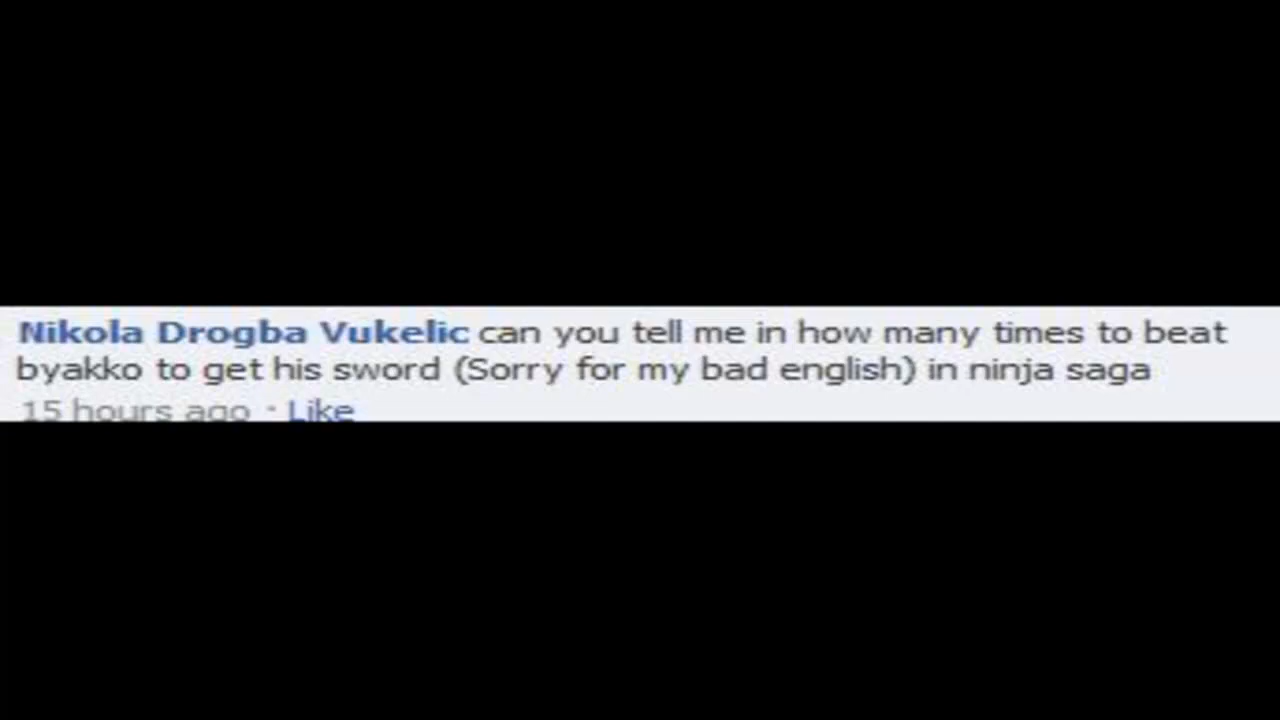 Nikola Drogba Vukelic can you tell me in how many times to beat
byakko to get his sword (Sorry for my bad english) in ninja saga
15 hours ago · Like